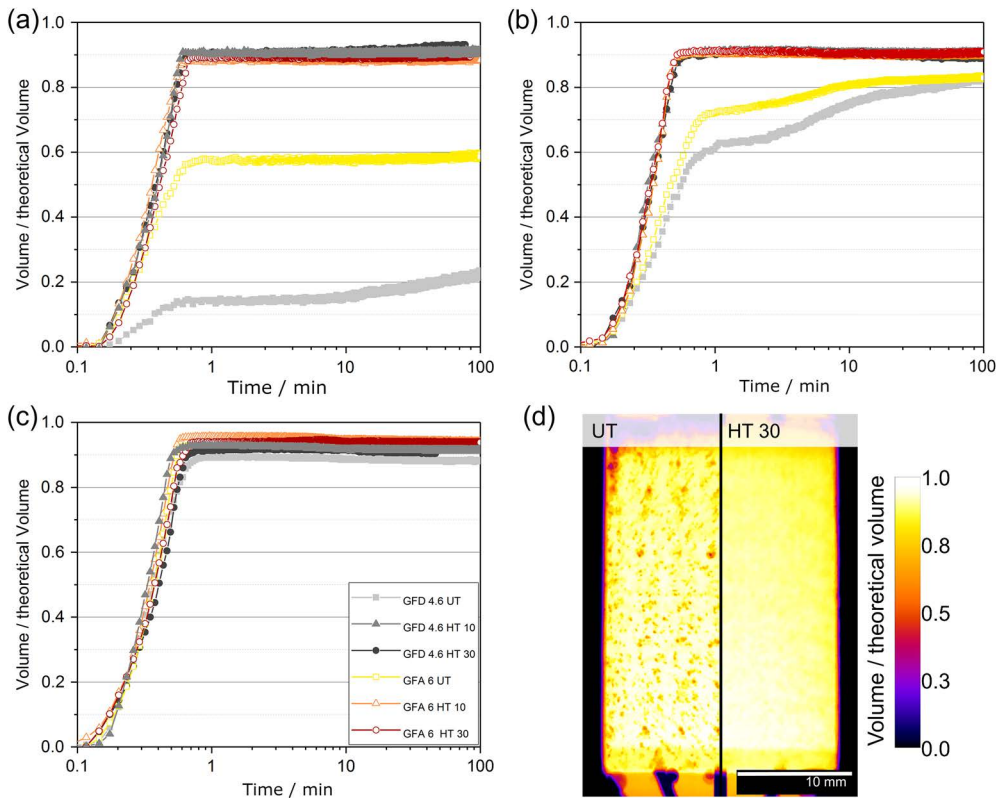 (a)
1.0
0.8
0.6
0.4
0.2
0.0
Volume / theoretical Volume
0.1 1 10 100
Time / min
(b)
1.0
0.8
0.6
0.4
0.2
0.0
Volume / theoretical Volume
0.1 1 10 100
Time / min
(c)
1.0
0.8
0.6
0.4
0.2
0.0
Volume / theoretical Volume
GFD 4.6 UT
GFD 4.6 HT 10
GFD 4.6 HT 30
GFA 6 UT
GFA 6 HT 10
GFA 6 HT 30
0.1 1 10 100
Time / min
(d)
UT HT 30
10 mm
Volume / theoretical volume
1.0
0.8
0.5
0.3
0.0